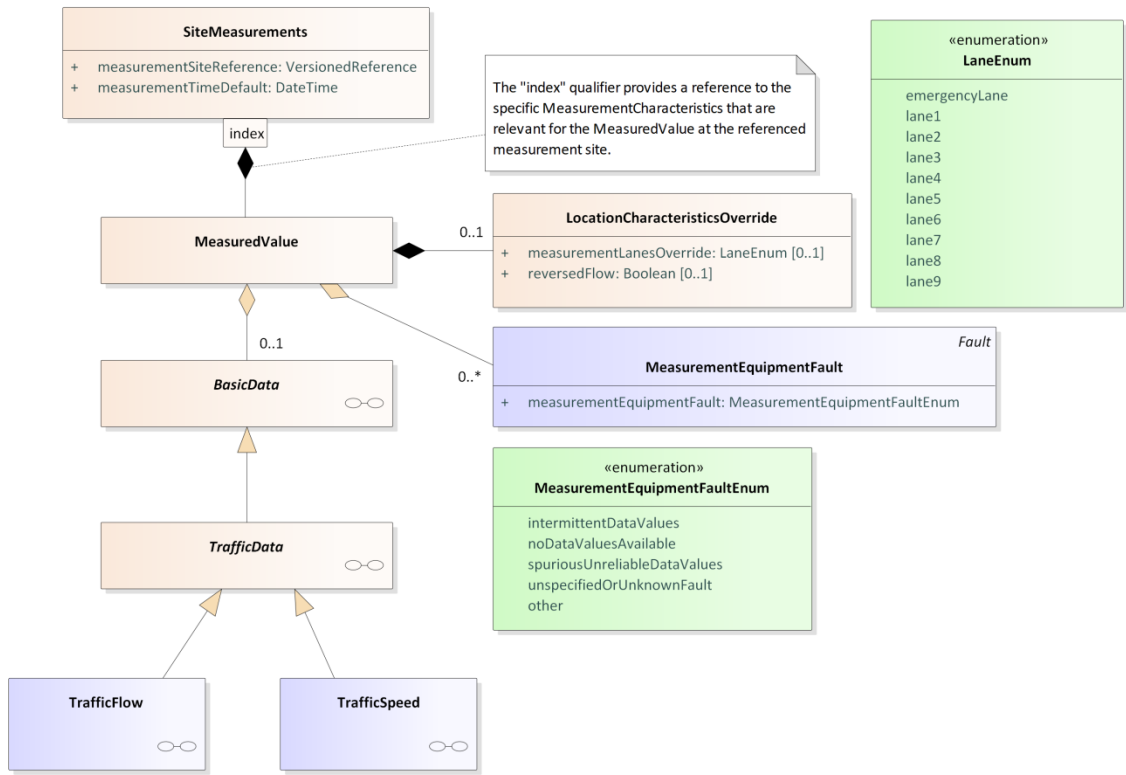 SiteMeasurements
+ measurementSiteReference: VersionedReference
+ measurementTimeDefault: DateTime
index
The "index" qualifier provides a reference to the
specific MeasurementCharacteristics that are
relevant for the MeasuredValue at the referenced
measurement site.
«enumeration»
LaneEnum
emergencyLane
lane1
lane2
lane3
lane4
lane5
lane6
lane7
lane8
lane9
MeasuredValue
0..1
LocationCharacteristicsOverride
+ measurementLanesOverride: LaneEnum [0..1]
+ reversedFlow: Boolean [0..1]
0..1
BasicData
0..*
Fault
MeasurementEquipmentFault
+ measurementEquipmentFault: MeasurementEquipmentFaultEnum
«enumeration»
MeasurementEquipmentFaultEnum
intermittentDataValues
noDataValuesAvailable
spuriousUnreliableDataValues
unspecifiedOrUnknownFault
other
TrafficData
TrafficFlow
TrafficSpeed